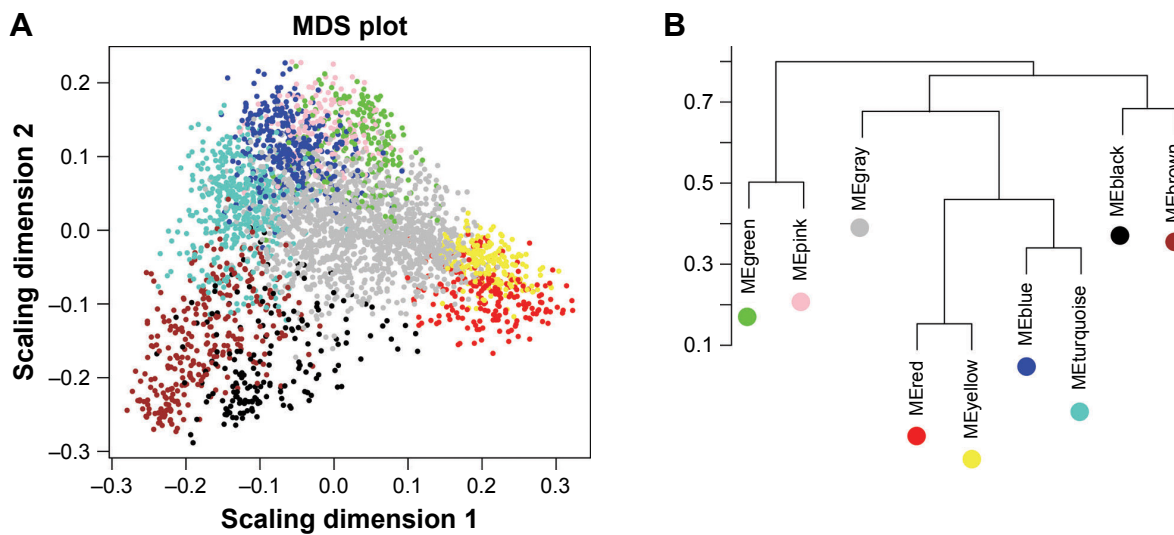 A
MDS plot
Scaling dimension 2
0.2
0.1
0.0
–0.1
–0.2
–0.3
–0.3
–0.2
–0.1
0.0
0.1
0.2
0.3
Scaling dimension 1
B
0.7
0.5
0.3
0.1
MEgreen
MEpink
MEgray
MEred
MEyellow
MEblue
MEturquoise
MEblack
MEbrown